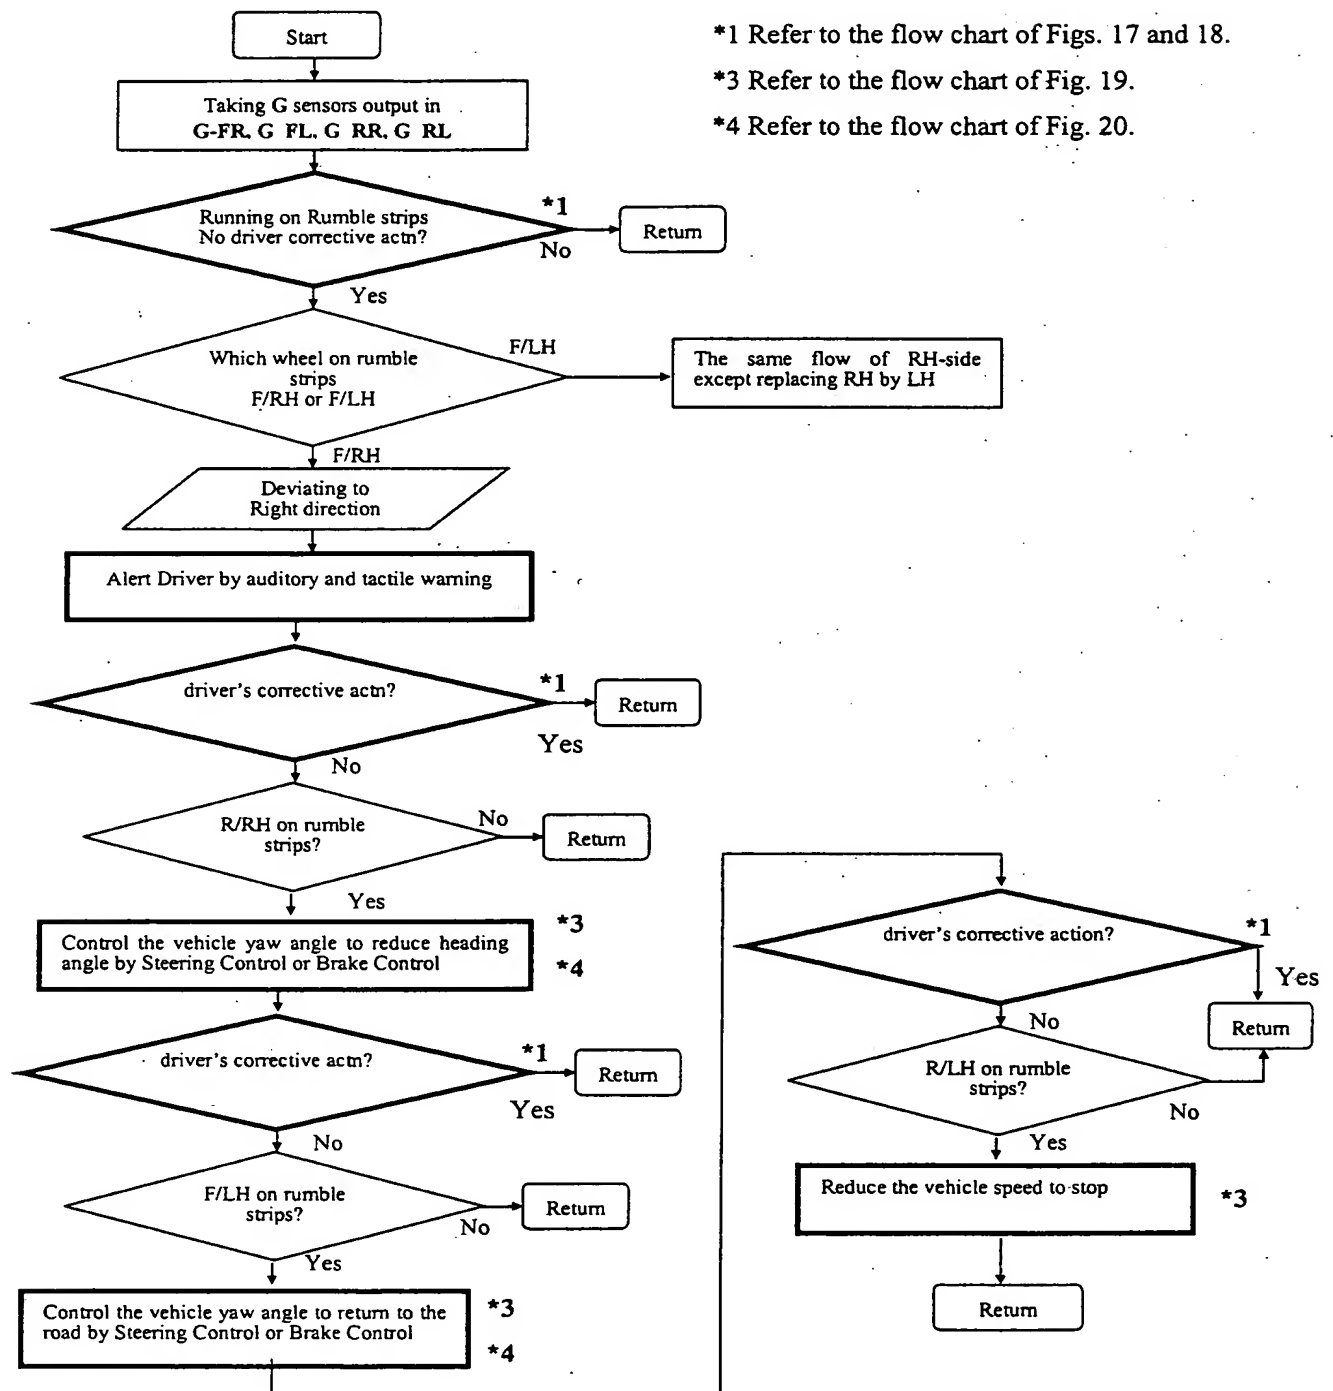 Start
*1 Refer to the flow chart of Figs. 17 and 18.
*3 Refer to the flow chart of Fig. 19.
*4 Refer to the flow chart of Fig. 20.
Taking G sensors output in
G-FR, G FL, G RR, G RL
Running on Rumble strips
No driver corrective actn?
*1
No
Return
Yes
Which wheel on rumble
strips
F/RH or F/LH
F/LH
The same flow of RH-side
except replacing RH by LH
F/RH
Deviating to
Right direction
Alert Driver by auditory and tactile warning
driver's corrective actn?
*1
Return
Yes
No
R/RH on rumble
strips?
No
Return
Yes
Control the vehicle yaw angle to reduce heading
angle by Steering Control or Brake Control
*3
*4
driver's corrective actn?
*1
Return
Yes
No
F/LH on rumble
strips?
No
Return
Yes
Control the vehicle yaw angle to return to the
road by Steering Control or Brake Control
*3
*4
driver's corrective action?
*1
Yes
Return
No
R/LH on rumble
strips?
No
Yes
Reduce the vehicle speed to stop
*3
Return